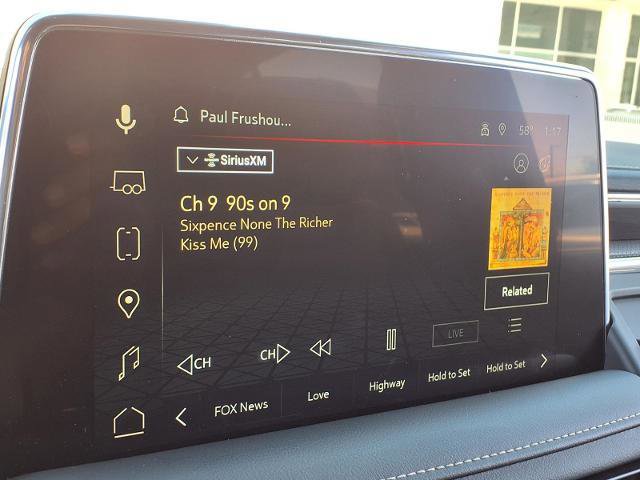 Paul Frushou...
58° 1:17
SiriusXM
Ch 9 90s on 9
Sixpence None The Richer
Kiss Me (99)
Related
CH CH LIVE
FOX News Love Highway Hold to Set Hold to Set